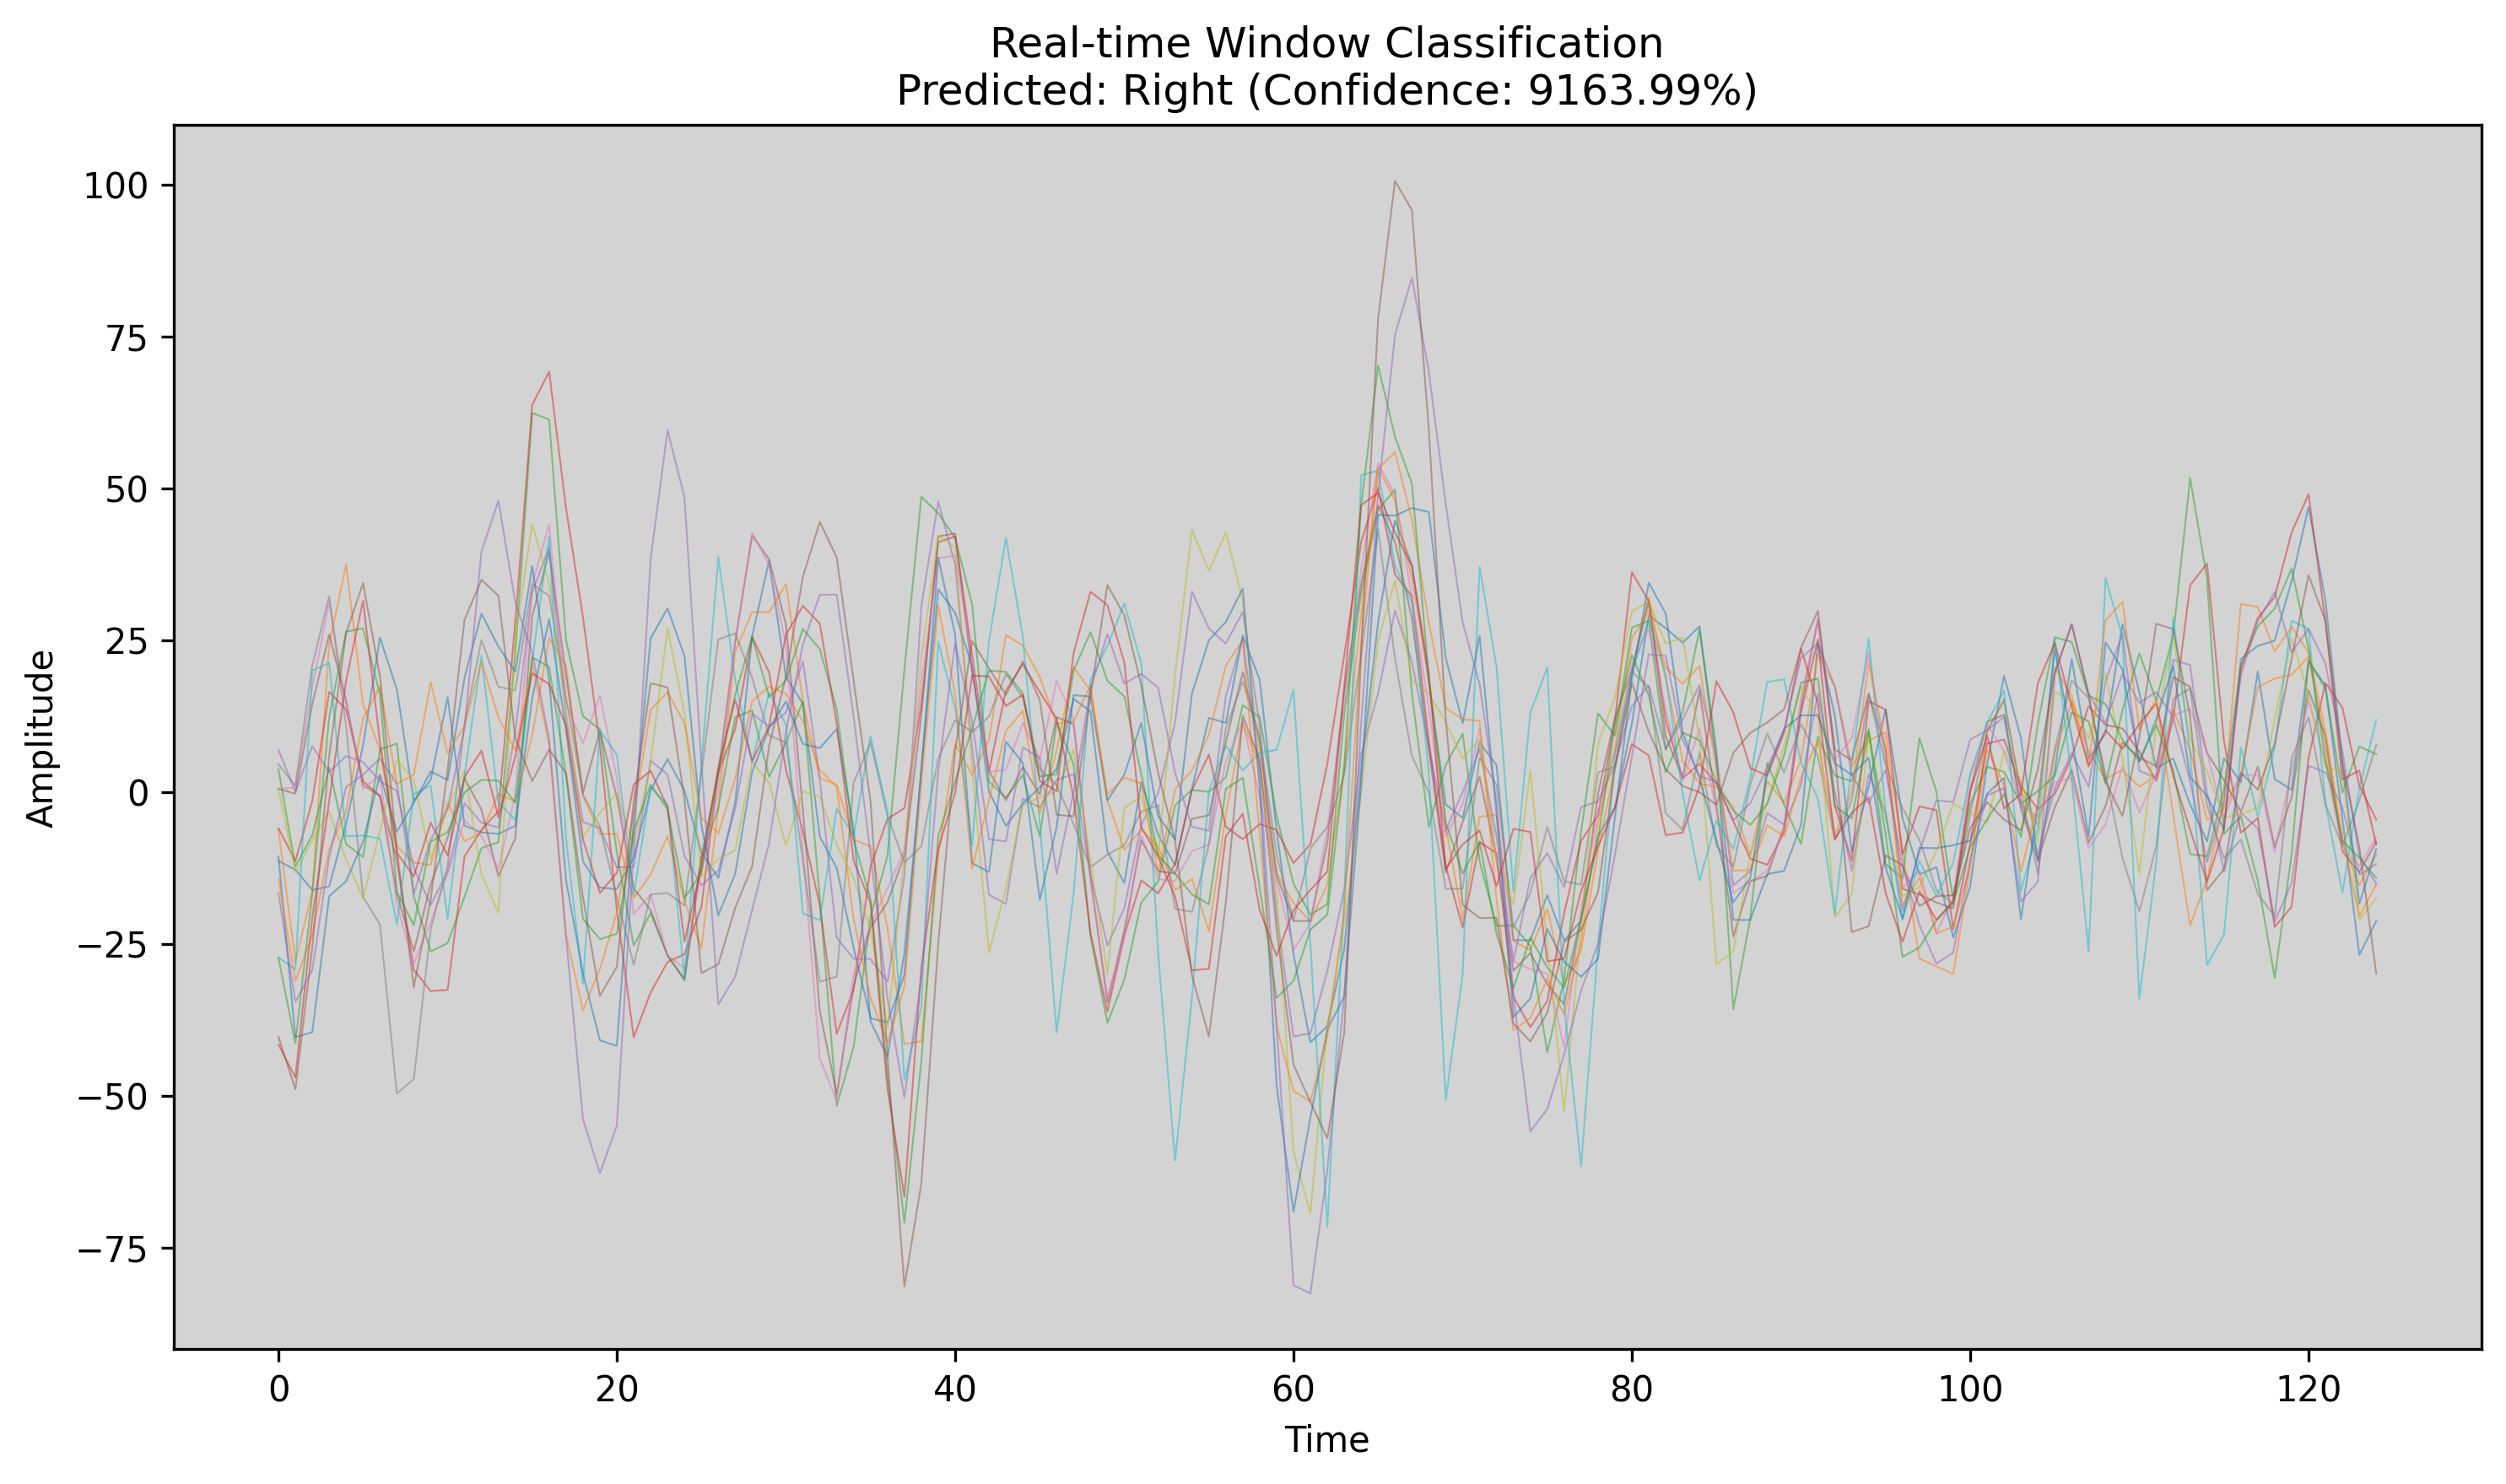 Real-time Window Classification
Predicted: Right (Confidence: 9163.99%)
100
75
50
25
0
−25
−50
−75
Amplitude
0 20 40 60 80 100 120
Time